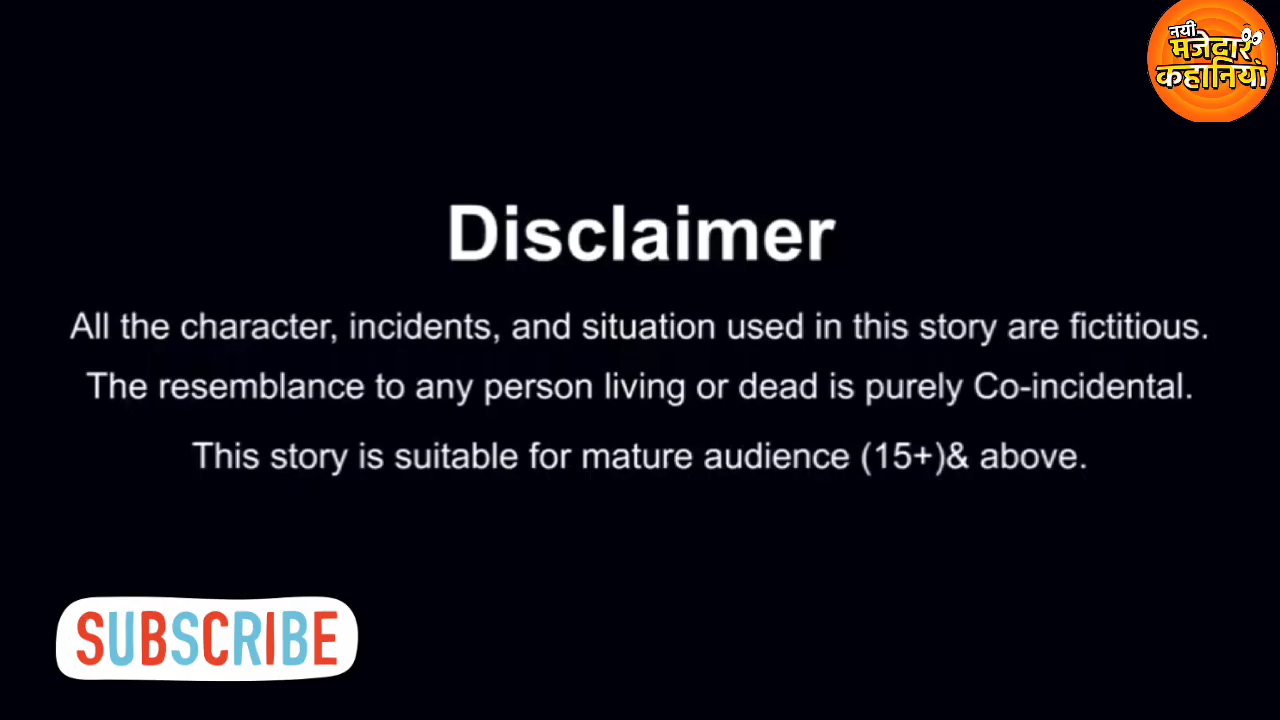 नयी
मजेदार
कहानियां
Disclaimer
All the character, incidents, and situation used in this story are fictitious.
The resemblance to any person living or dead is purely Co-incidental.
This story is suitable for mature audience (15+)& above.
SUBSCRIBE